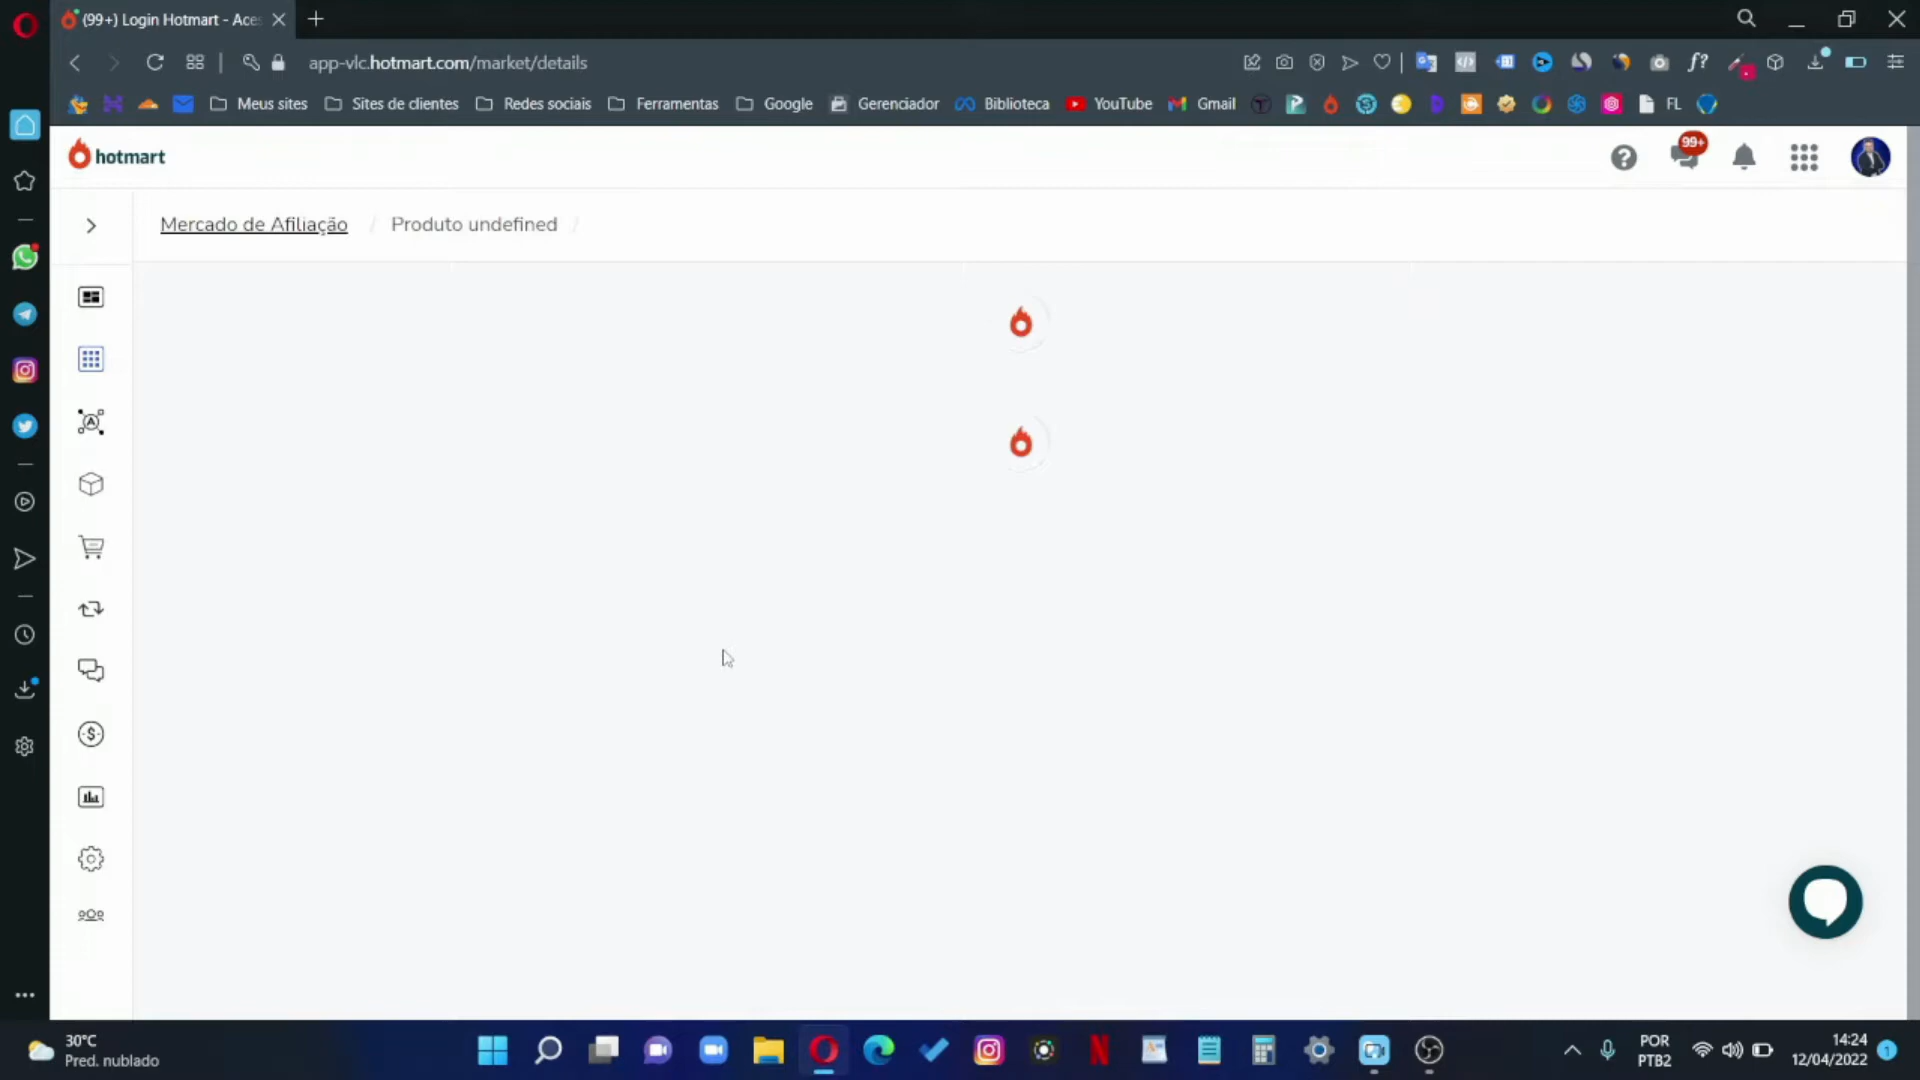 (99+) Login Hotmart - Aces
app-vlc.hotmart.com/market/details
Meus sites
Sites de clientes
Redes sociais
Ferramentas
Google
Gerenciador
Biblioteca
YouTube
Gmail
FL
hotmart
99+
Mercado de Afiliação / Produto undefined /
30°C
Pred. nublado
POR
PTB2
14:24
12/04/2022
1